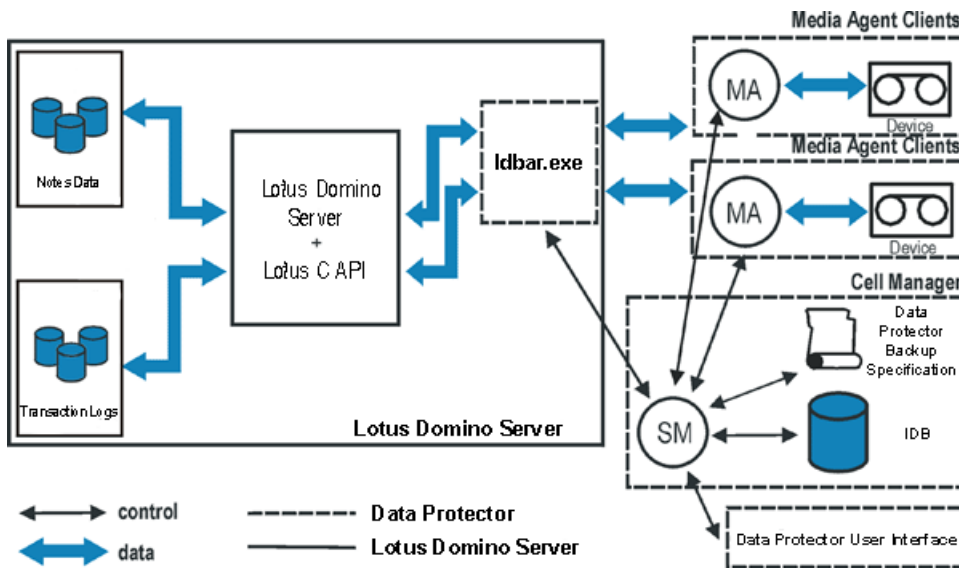 Media Agent Clients
MA
Device
Media Agent Clients
MA
Device
Notes Data
Lotus Domino
Server
+
Lotus C API
ldbar.exe
Transaction Logs
Lotus Domino Server
Cell Manager
Data
Protector
Backup
Specification
SM
IDB
Data Protector User Interface
control
data
Data Protector
Lotus Domino Server